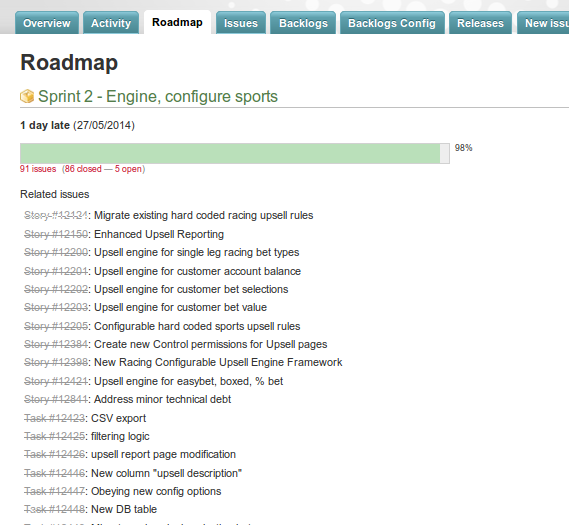 Overview Activity Roadmap Issues Backlogs Backlogs Config Releases New issu
Roadmap
Sprint 2 - Engine, configure sports
1 day late (27/05/2014)
98%
91 issues (86 closed — 5 open)
Related issues
Story #12124: Migrate existing hard coded racing upsell rules
Story #12150: Enhanced Upsell Reporting
Story #12200: Upsell engine for single leg racing bet types
Story #12201: Upsell engine for customer account balance
Story #12202: Upsell engine for customer bet selections
Story #12203: Upsell engine for customer bet value
Story #12205: Configurable hard coded sports upsell rules
Story #12384: Create new Control permissions for Upsell pages
Story #12398: New Racing Configurable Upsell Engine Framework
Story #12421: Upsell engine for easybet, boxed, % bet
Story #12841: Address minor technical debt
Task #12423: CSV export
Task #12425: filtering logic
Task #12426: upsell report page modification
Task #12446: New column "upsell description"
Task #12447: Obeying new config options
Task #12448: New DB table